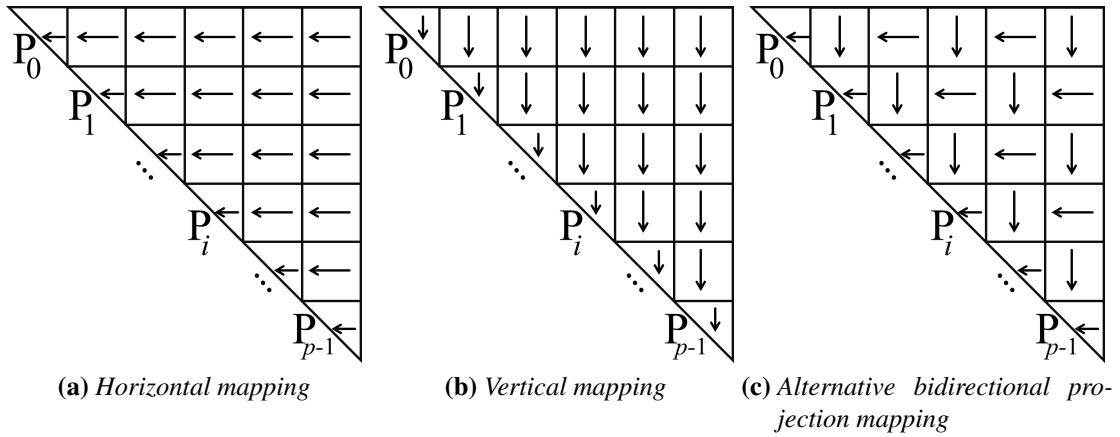 P0
P1
⋱
Pi
⋱
Pp-1
P0
P1
⋱
Pi
⋱
Pp-1
P0
P1
⋱
Pi
⋱
Pp-1
(a) Horizontal mapping
(b) Vertical mapping
(c) Alternative bidirectional pro-
jection mapping